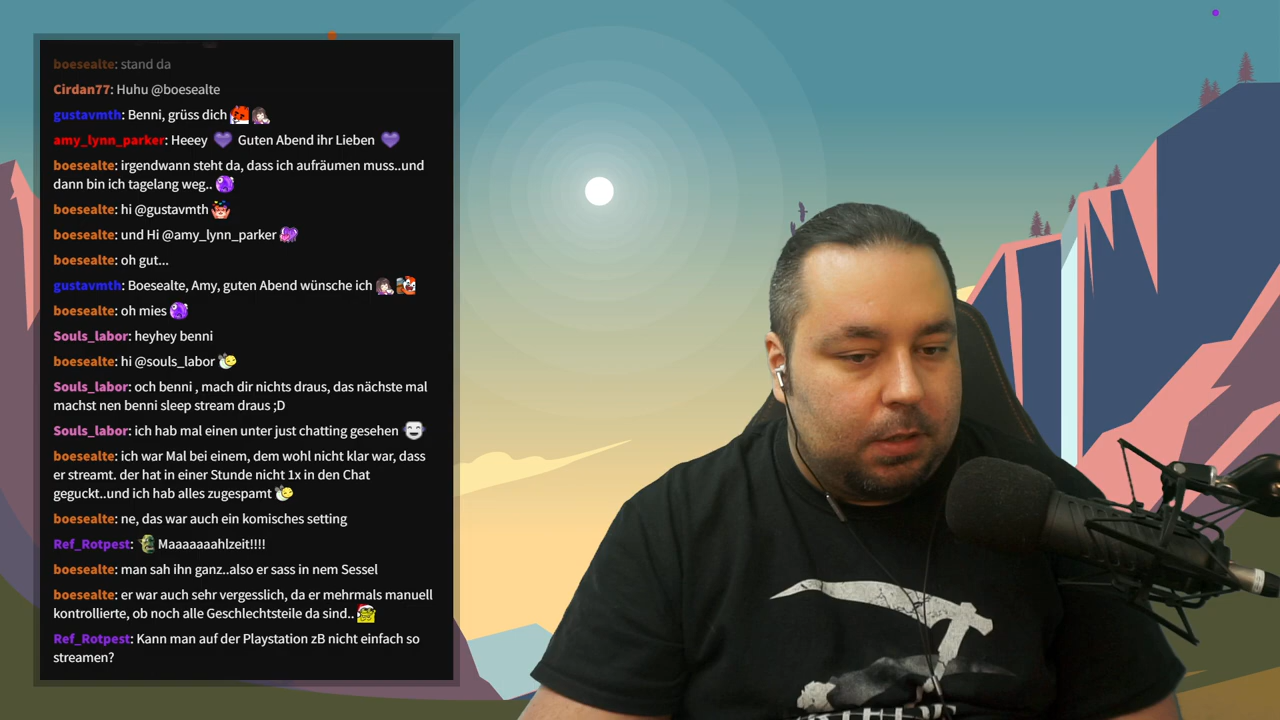 boesealte: stand da
Cirdan77: Huhu @boesealte
gustavmth: Benni, grüss dich
amy_lynn_parker: Heeey 💜 Guten Abend ihr Lieben 💜
boesealte: irgendwann steht da, dass ich aufräumen muss..und
dann bin ich tagelang weg..
boesealte: hi @gustavmth
boesealte: und Hi @amy_lynn_parker
boesealte: oh gut...
gustavmth: Boesealte, Amy, guten Abend wünsche ich
boesealte: oh mies
Souls_labor: heyhey benni
boesealte: hi @souls_labor
Souls_labor: och benni , mach dir nichts draus, das nächste mal
machst nen benni sleep stream draus ;D
Souls_labor: ich hab mal einen unter just chatting gesehen
boesealte: ich war Mal bei einem, dem wohl nicht klar war, dass
er streamt. der hat in einer Stunde nicht 1x in den Chat
geguckt..und ich hab alles zugespamt
boesealte: ne, das war auch ein komisches setting
Ref_Rotpest: Maaaaaaahlzeit!!!!
boesealte: man sah ihn ganz..also er sass in nem Sessel
boesealte: er war auch sehr vergesslich, da er mehrmals manuell
kontrollierte, ob noch alle Geschlechtsteile da sind..
Ref_Rotpest: Kann man auf der Playstation zB nicht einfach so
streamen?